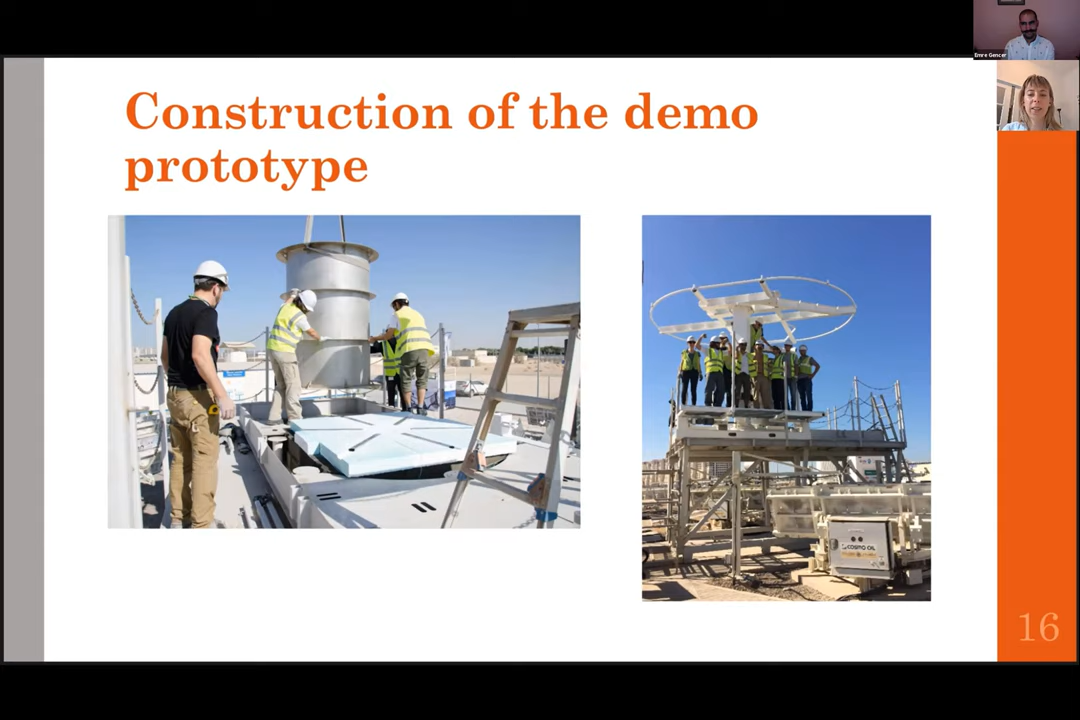 Emre Gencer
Construction of the demo
prototype
COSMO OIL
16